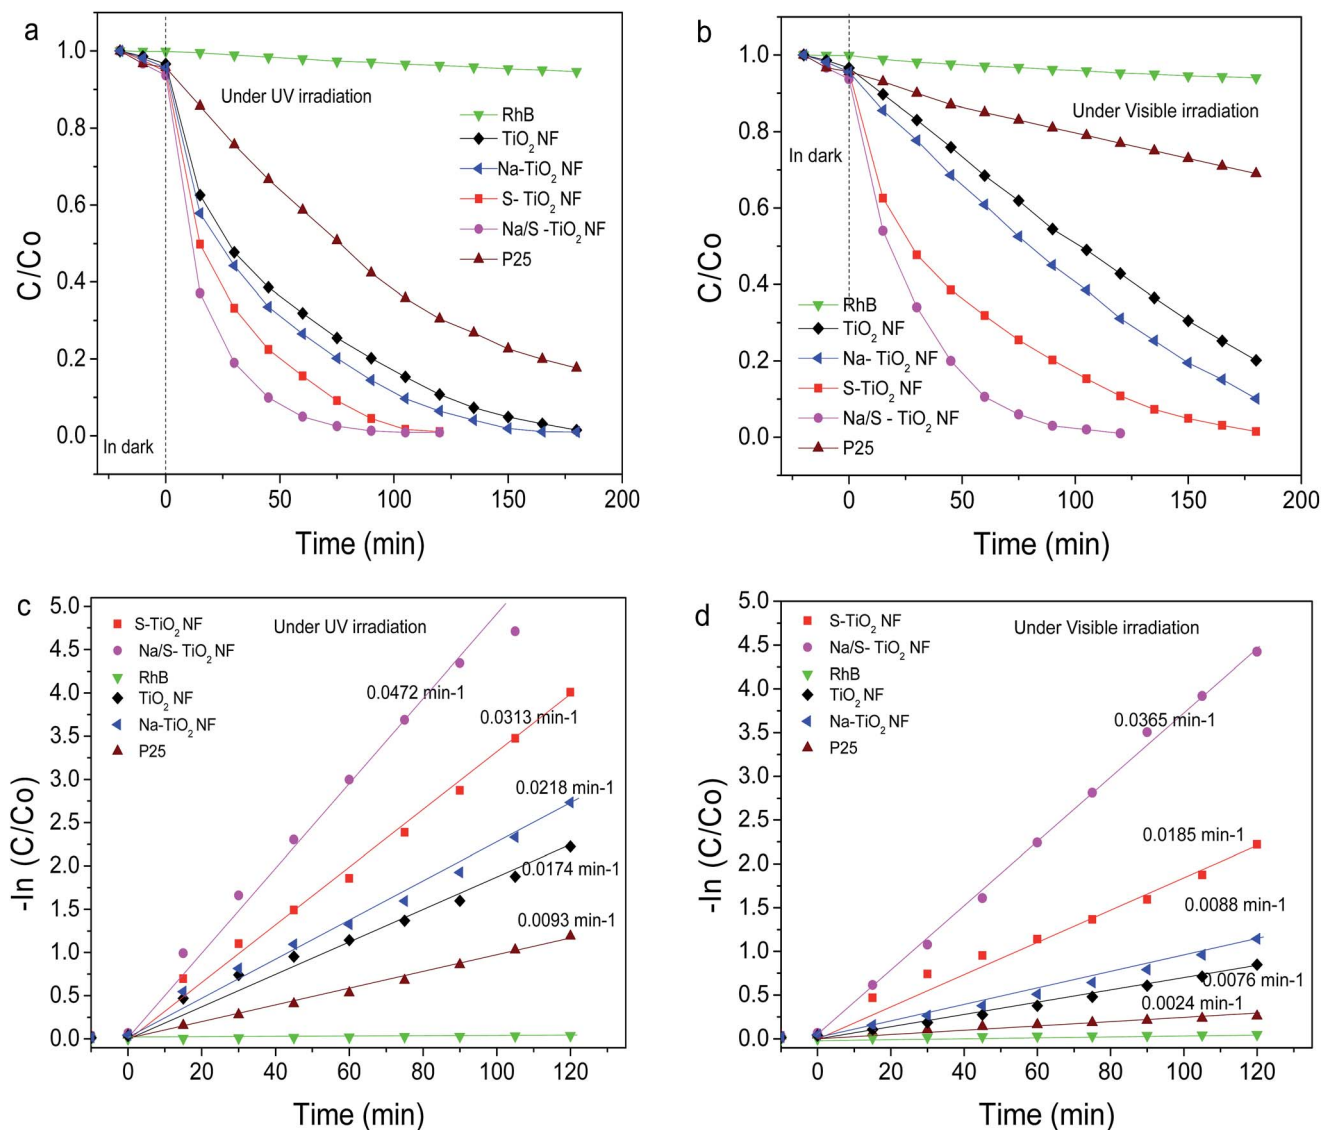 a
1.0
0.8
0.6
0.4
0.2
0.0
C/Co
Under UV irradiation
RhB
TiO2 NF
Na-TiO2 NF
S- TiO2 NF
Na/S -TiO2 NF
P25
In dark
0
50
100
150
200
Time (min)
b
1.0
0.8
0.6
0.4
0.2
0.0
C/Co
Under Visible irradiation
In dark
RhB
TiO2 NF
Na- TiO2 NF
S-TiO2 NF
Na/S - TiO2 NF
P25
0
50
100
150
200
Time (min)
c
5.0
4.5
4.0
3.5
3.0
2.5
2.0
1.5
1.0
0.5
0.0
-ln (C/Co)
S-TiO2 NF
Na/S- TiO2 NF
RhB
TiO2 NF
Na-TiO2 NF
P25
Under UV irradiation
0.0472 min-1
0.0313 min-1
0.0218 min-1
0.0174 min-1
0.0093 min-1
0
20
40
60
80
100
120
Time (min)
d
5.0
4.5
4.0
3.5
3.0
2.5
2.0
1.5
1.0
0.5
0.0
-ln (C/Co)
S-TiO2 NF
Na/S- TiO2 NF
RhB
TiO2 NF
Na-TiO2 NF
P25
Under Visible irradiation
0.0365 min-1
0.0185 min-1
0.0088 min-1
0.0076 min-1
0.0024 min-1
0
20
40
60
80
100
120
Time (min)